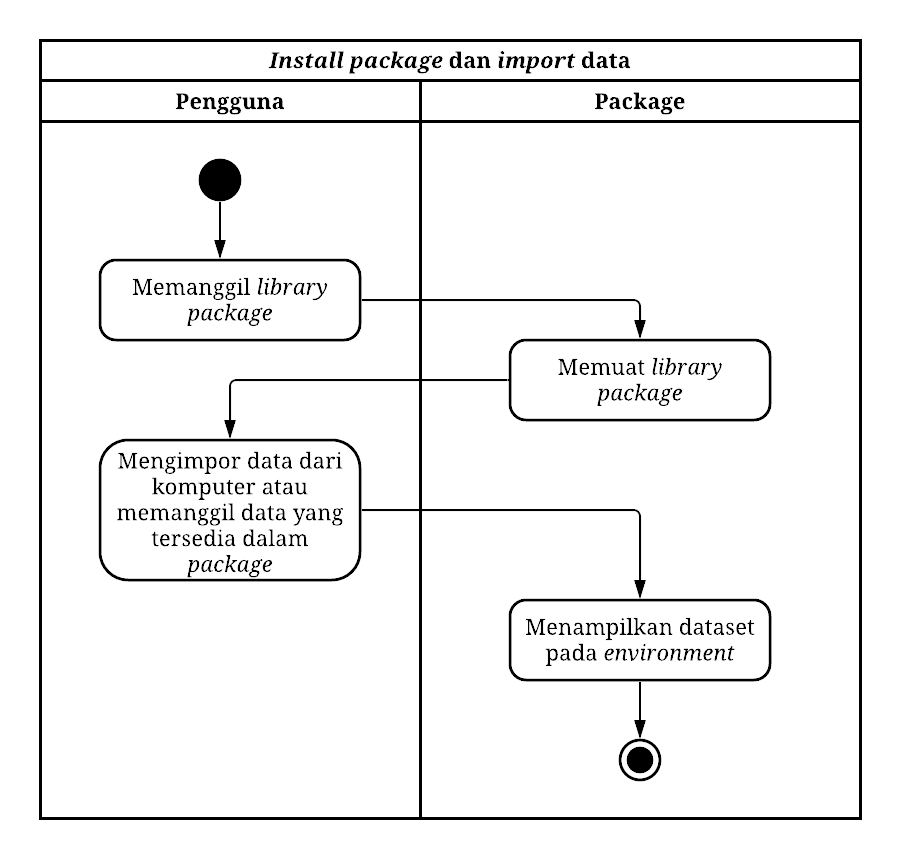 Install package dan import data
Pengguna
Package
Memanggil library
package
Memuat library
package
Mengimpor data dari
komputer atau
memanggil data yang
tersedia dalam
package
Menampilkan dataset
pada environment